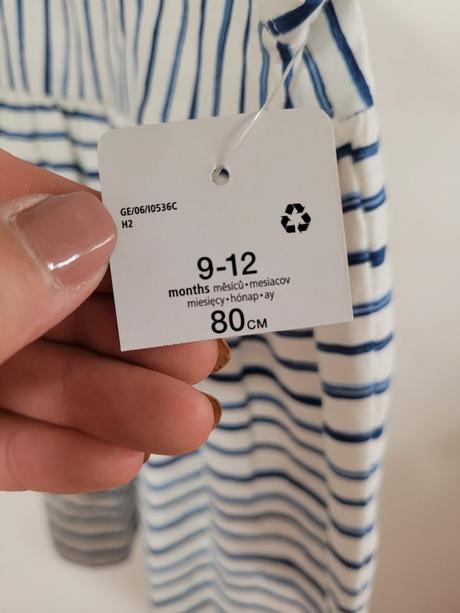 GE/06/I0536C
H2
9-12
months měsíců•mesiacov
miesięcy•hónap•ay
80CM